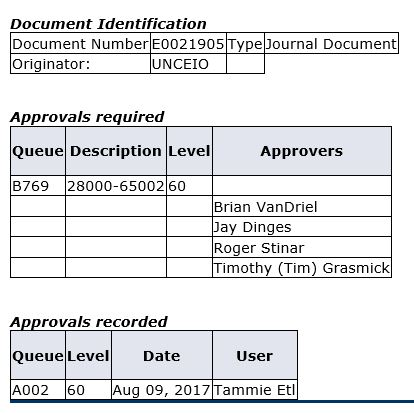 Document Identification
Document Number E0021905 Type Journal Document
Originator: UNCEIO
Approvals required
Queue Description Level Approvers
B769 28000-65002 60
Brian VanDriel
Jay Dinges
Roger Stinar
Timothy (Tim) Grasmick
Approvals recorded
Queue Level Date User
A002 60 Aug 09, 2017 Tammie Etl